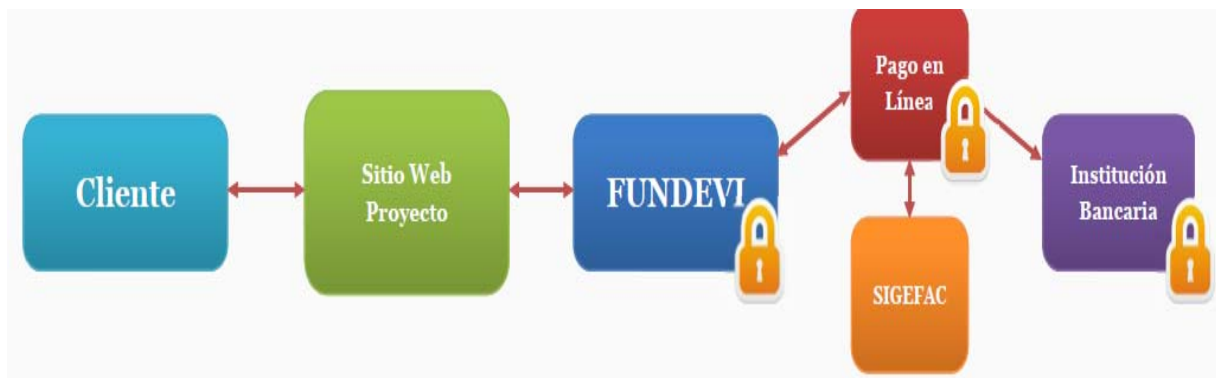 Cliente
Sitio Web
Proyecto
FUNDEVI
Pago en
Línea
SIGEFAC
Institución
Bancaria